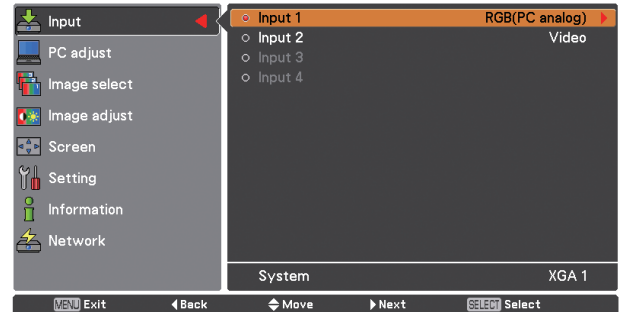 Input
PC adjust
Image select
Image adjust
Screen
Setting
Information
Network
Input 1 RGB(PC analog)
Input 2 Video
Input 3
Input 4
System XGA 1
MENU Exit Back Move Next SELECT Select